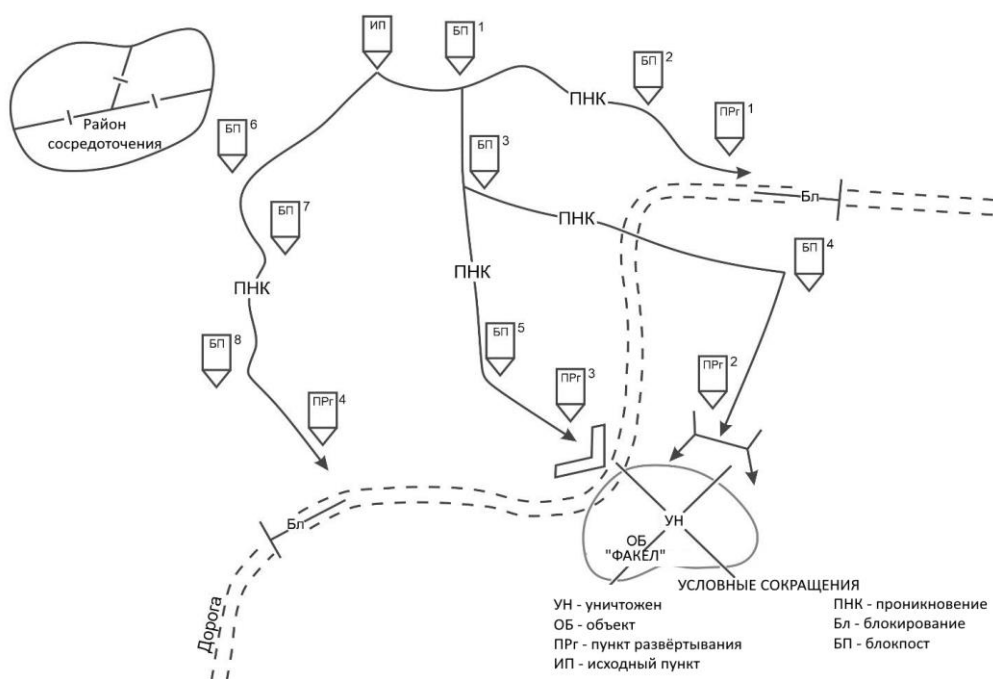 ИП
БП 1
БП 2
ПНК
ПРг 1
Район
сосредоточения
БП 6
БП 3
Бл
БП 7
ПНК
БП 4
ПНК
ПНК
БП 8
БП 5
ПРг 2
ПРг 3
ПРг 4
Бл
УН
ОБ
"ФАКЕЛ"
Дорога
УСЛОВНЫЕ СОКРАЩЕНИЯ
УН - уничтожен
ОБ - объект
ПРг - пункт развёртывания
ИП - исходный пункт
ПНК - проникновение
Бл - блокирование
БП - блокпост